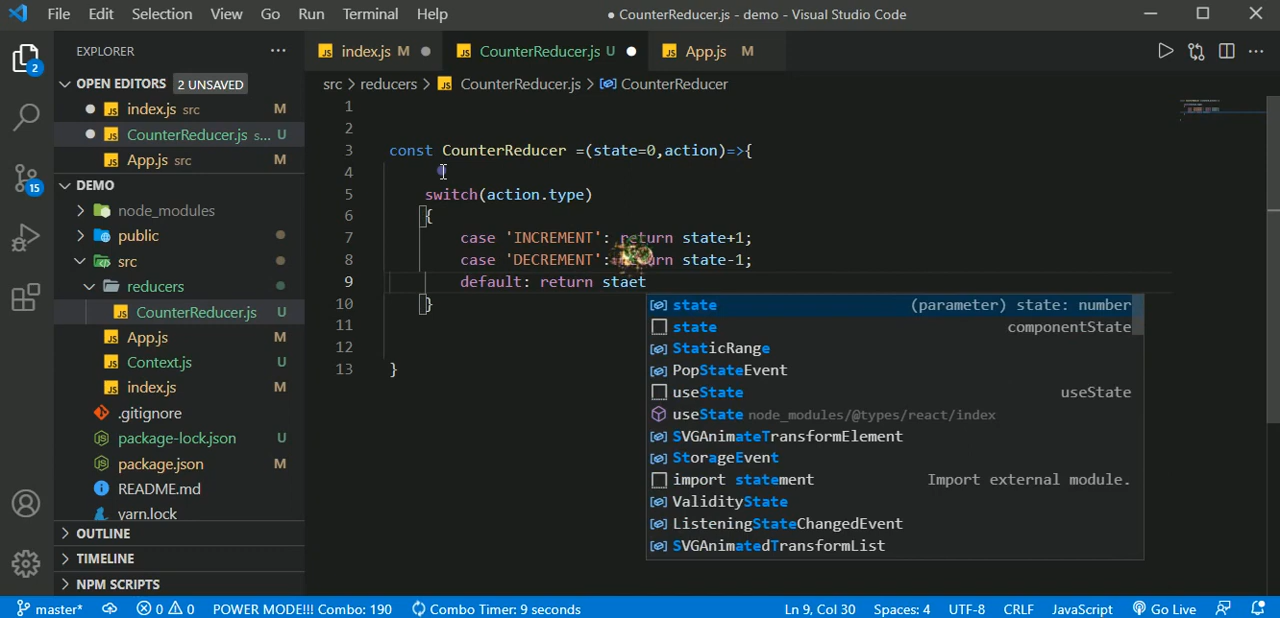 File Edit Selection View Go Run Terminal Help ● CounterReducer.js - demo - Visual Studio Code
EXPLORER ···
JS index.js M JS CounterReducer.js U JS App.js M
OPEN EDITORS 2 UNSAVED
src > reducers > JS CounterReducer.js > CounterReducer
JS index.js src M
JS CounterReducer.js s... U
JS App.js src M
DEMO
node_modules
public
src
reducers
JS CounterReducer.js U
JS App.js M
JS Context.js U
JS index.js M
.gitignore
package-lock.json U
package.json M
README.md
yarn.lock
OUTLINE
TIMELINE
NPM SCRIPTS
2
15
1
2
3 const CounterReducer =(state=0,action)=>{
4
5 switch(action.type)
6 {
7 case 'INCREMENT': return state+1;
8 case 'DECREMENT': return state-1;
9 default: return staet
10 }
11
12
13 }
state (parameter) state: number
state componentState
StaticRange
PopStateEvent
useState useState
useState node_modules/@types/react/index
SVGAnimateTransformElement
StorageEvent
import statement Import external module.
ValidityState
ListeningStateChangedEvent
SVGAnimatedTransformList
master* 0 0 POWER MODE!!! Combo: 190 Combo Timer: 9 seconds Ln 9, Col 30 Spaces: 4 UTF-8 CRLF JavaScript Go Live